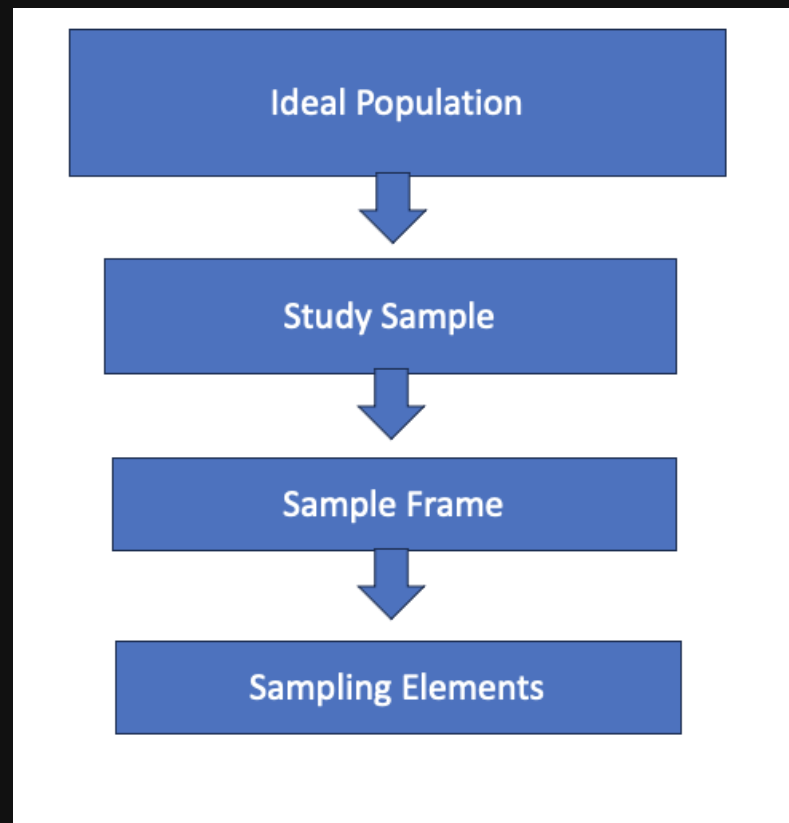 Ideal Population
Study Sample
Sample Frame
Sampling Elements